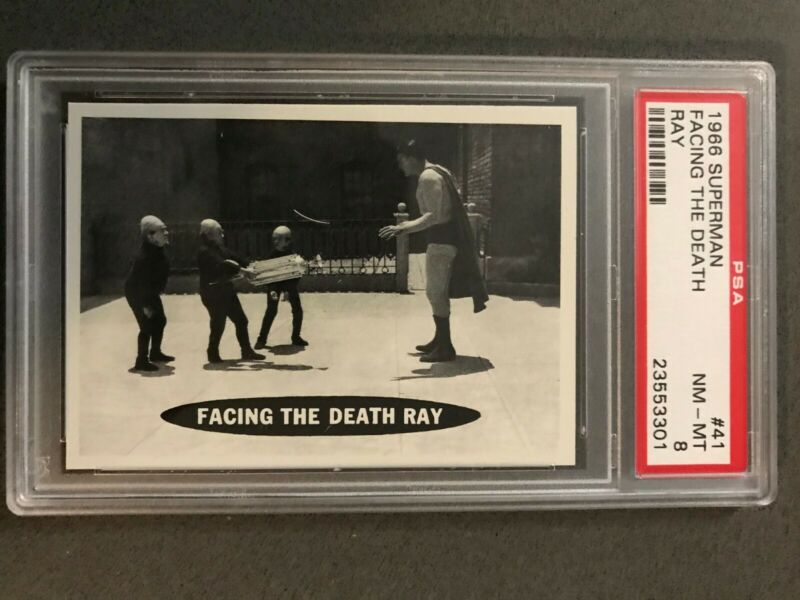 FACING THE DEATH RAY
1966 SUPERMAN #41
FACING THE DEATH NM-MT
RAY 8
PSA 23553301